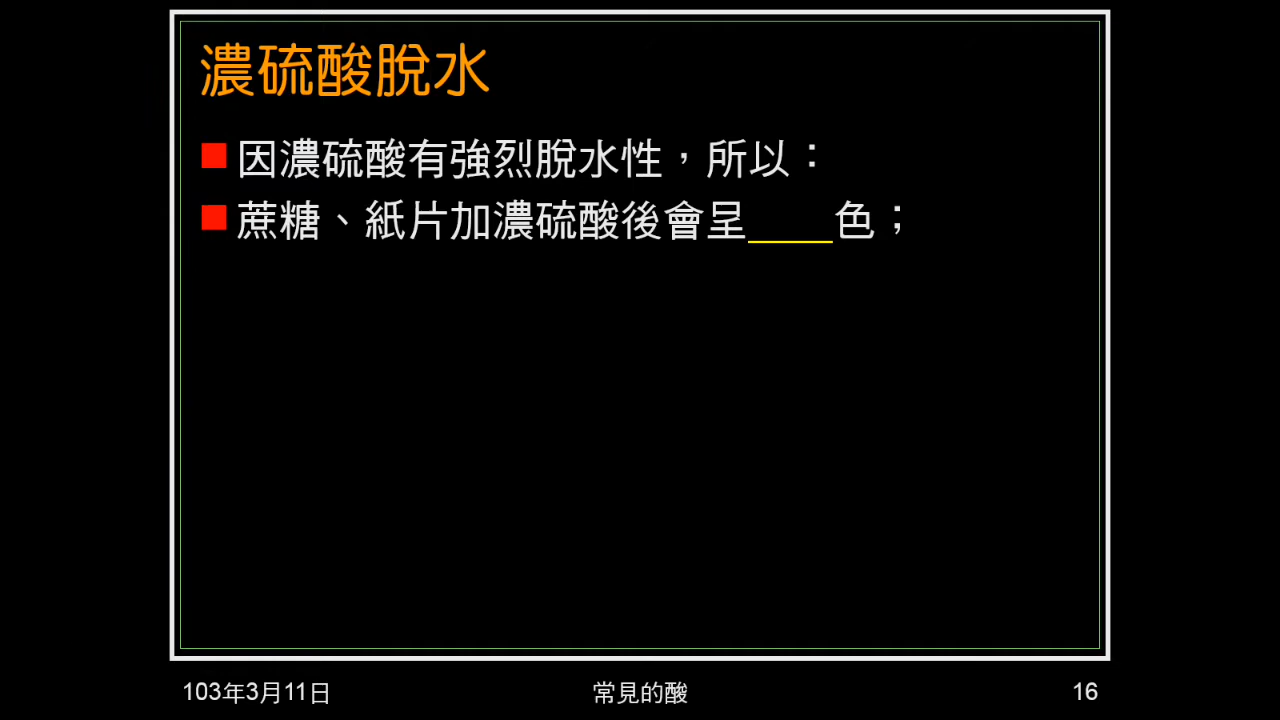 濃硫酸脫水
因濃硫酸有強烈脫水性，所以：
蔗糖、紙片加濃硫酸後會呈____色；
103年3月11日
常見的酸
16